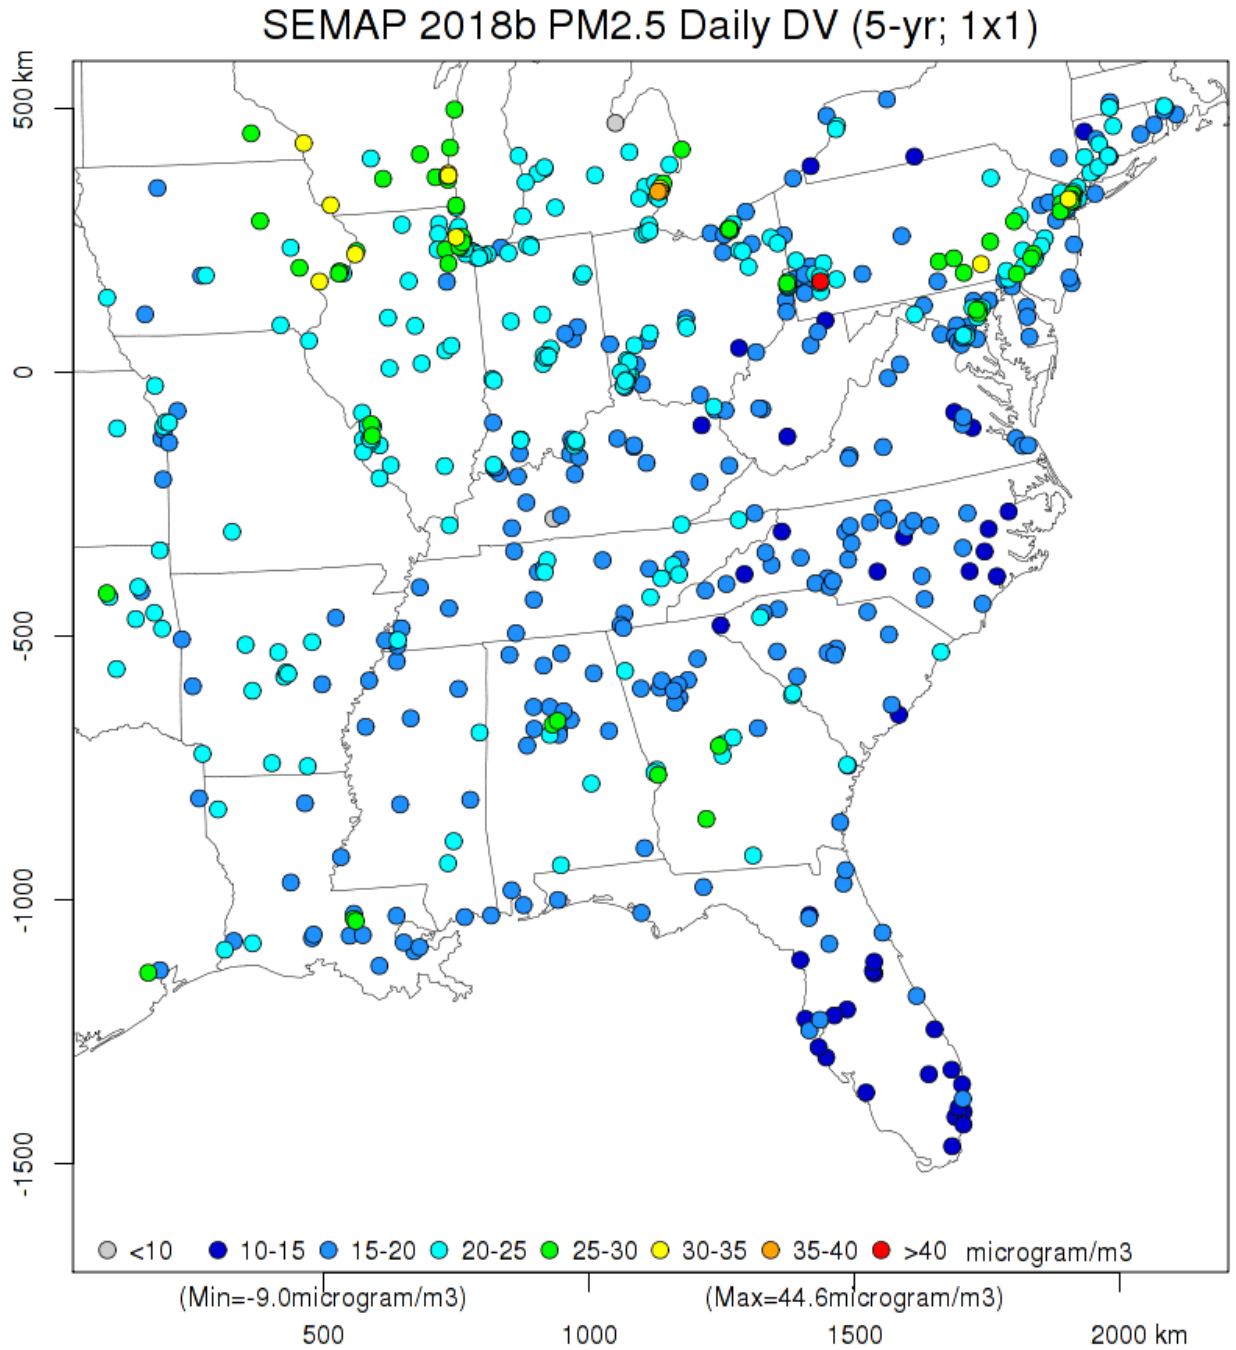 SEMAP 2018b PM2.5 Daily DV (5-yr; 1x1)
500 km
0
-500
-1000
-1500
<10 10-15 15-20 20-25 25-30 30-35 35-40 >40 microgram/m3
(Min=-9.0microgram/m3) (Max=44.6microgram/m3)
500 1000 1500 2000 km